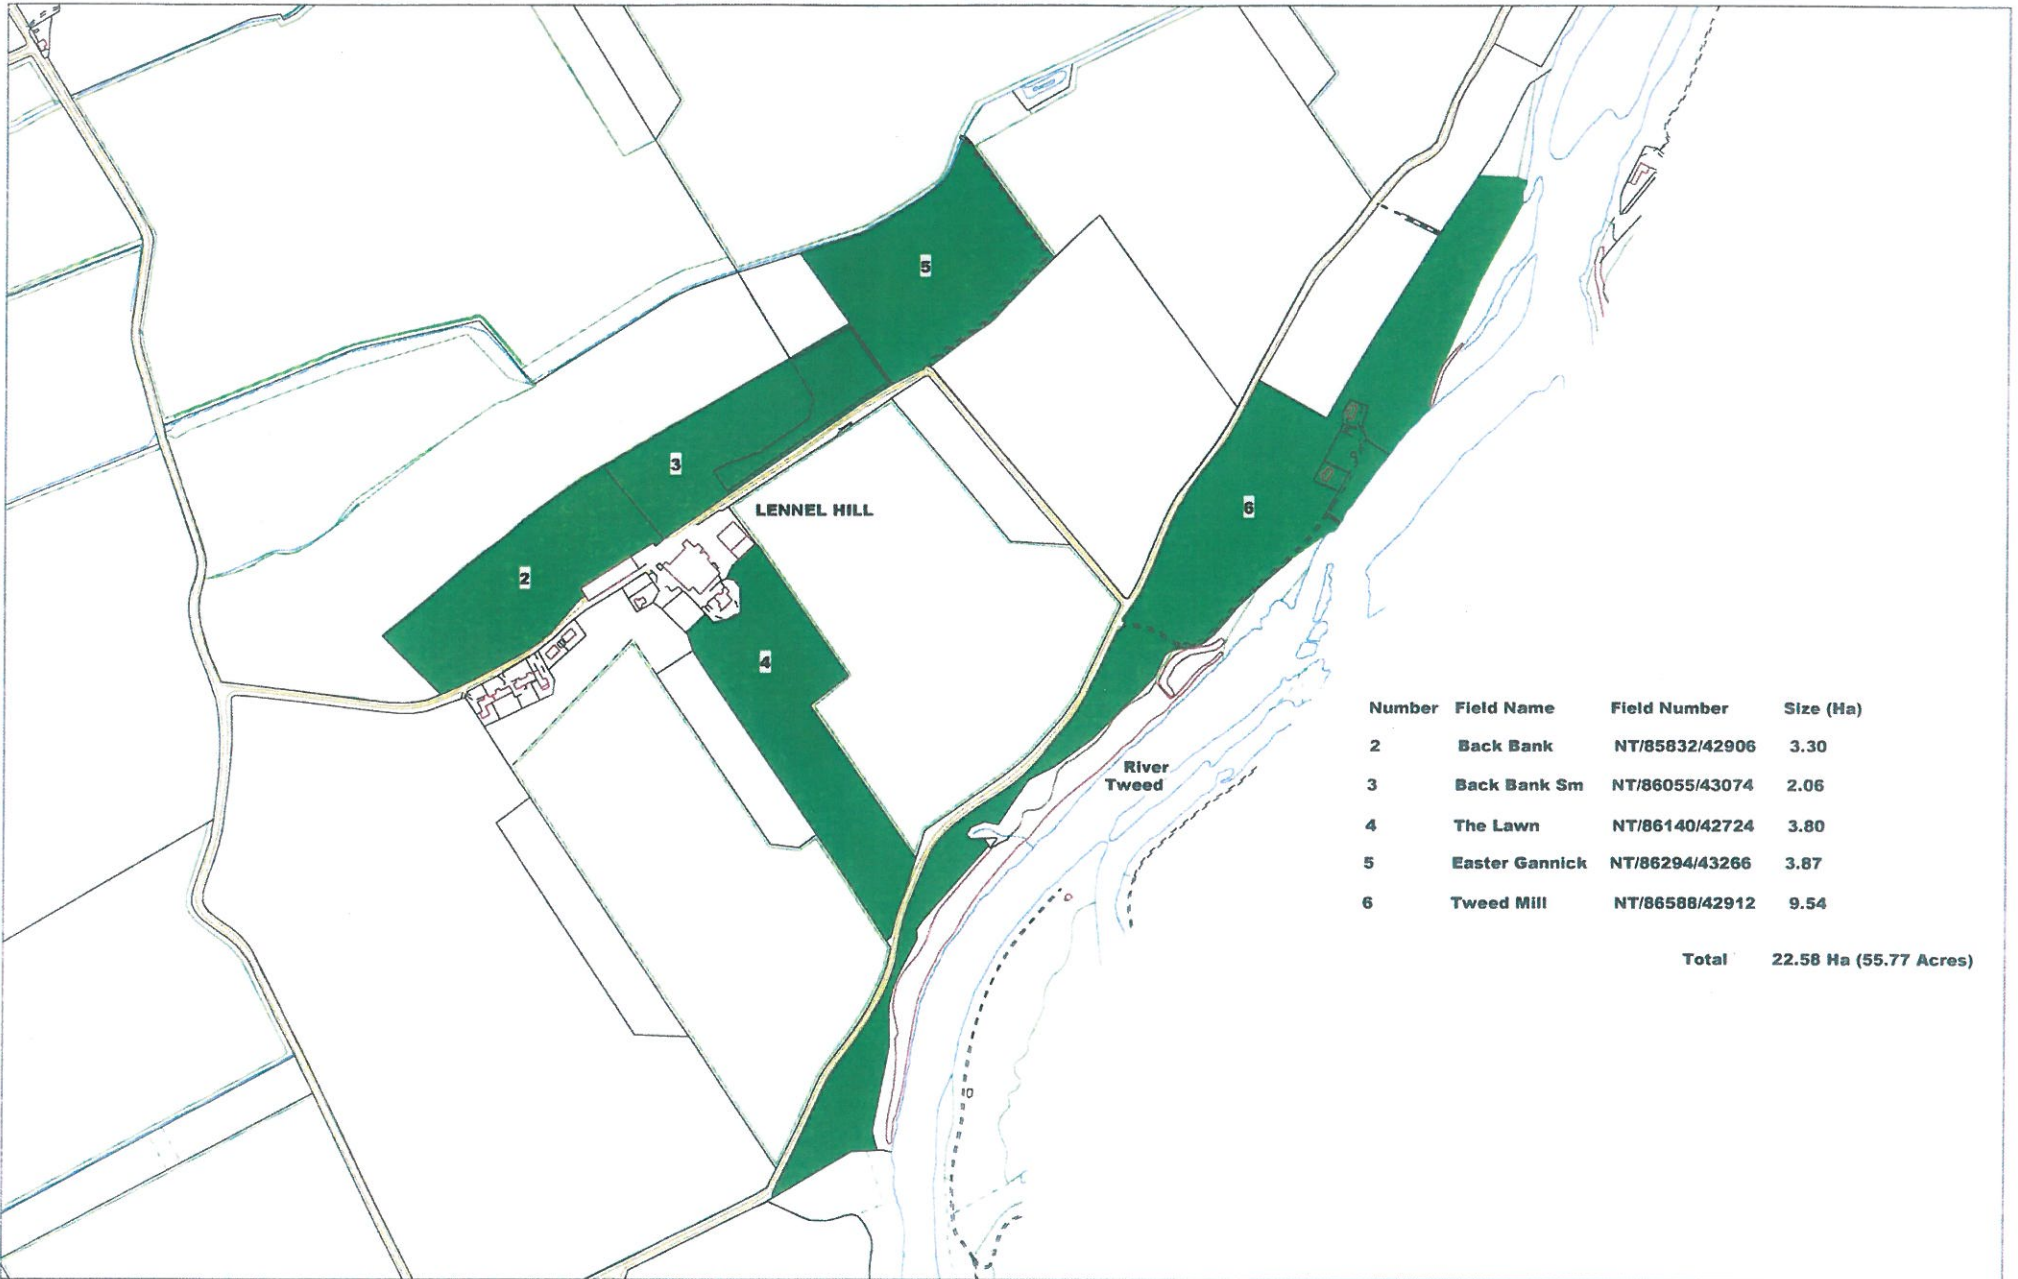 5
3
LENNEL HILL
6
2
4
River
Tweed
Number Field Name Field Number Size (Ha)
2 Back Bank NT/85832/42906 3.30
3 Back Bank Sm NT/86055/43074 2.06
4 The Lawn NT/86140/42724 3.80
5 Easter Gannick NT/86294/43266 3.87
6 Tweed Mill NT/86588/42912 9.54
Total 22.58 Ha (55.77 Acres)